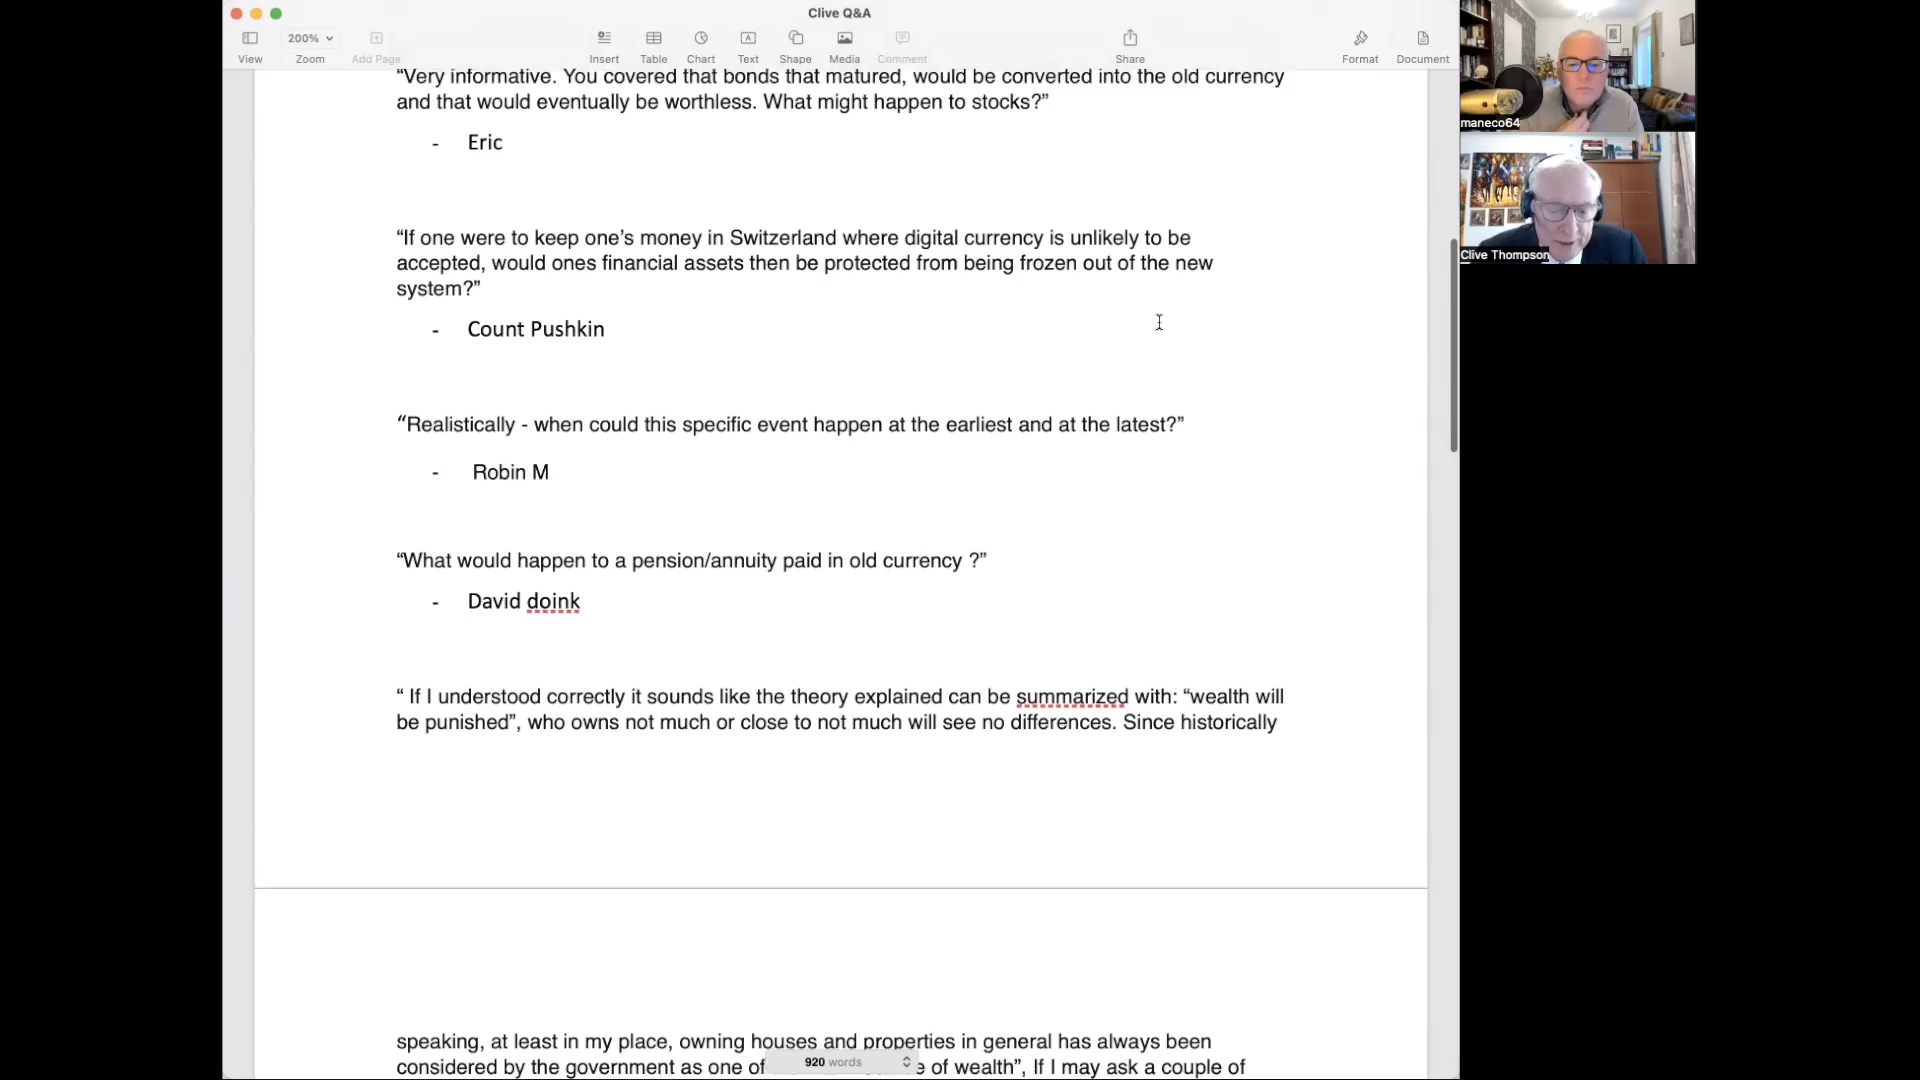 Clive Q&A
200%
View
Zoom
Add Page
Insert
Table
Chart
Text
Shape
Media
Comment
Share
Format
Document
“Very informative. You covered that bonds that matured, would be converted into the old currency
and that would eventually be worthless. What might happen to stocks?”
- Eric
“If one were to keep one’s money in Switzerland where digital currency is unlikely to be
accepted, would ones financial assets then be protected from being frozen out of the new
system?”
- Count Pushkin
“Realistically - when could this specific event happen at the earliest and at the latest?”
- Robin M
“What would happen to a pension/annuity paid in old currency ?”
- David doink
“ If I understood correctly it sounds like the theory explained can be summarized with: “wealth will
be punished”, who owns not much or close to not much will see no differences. Since historically
speaking, at least in my place, owning houses and properties in general has always been
considered by the government as one of e of wealth”, If I may ask a couple of
920 words
maneco64
Clive Thompson